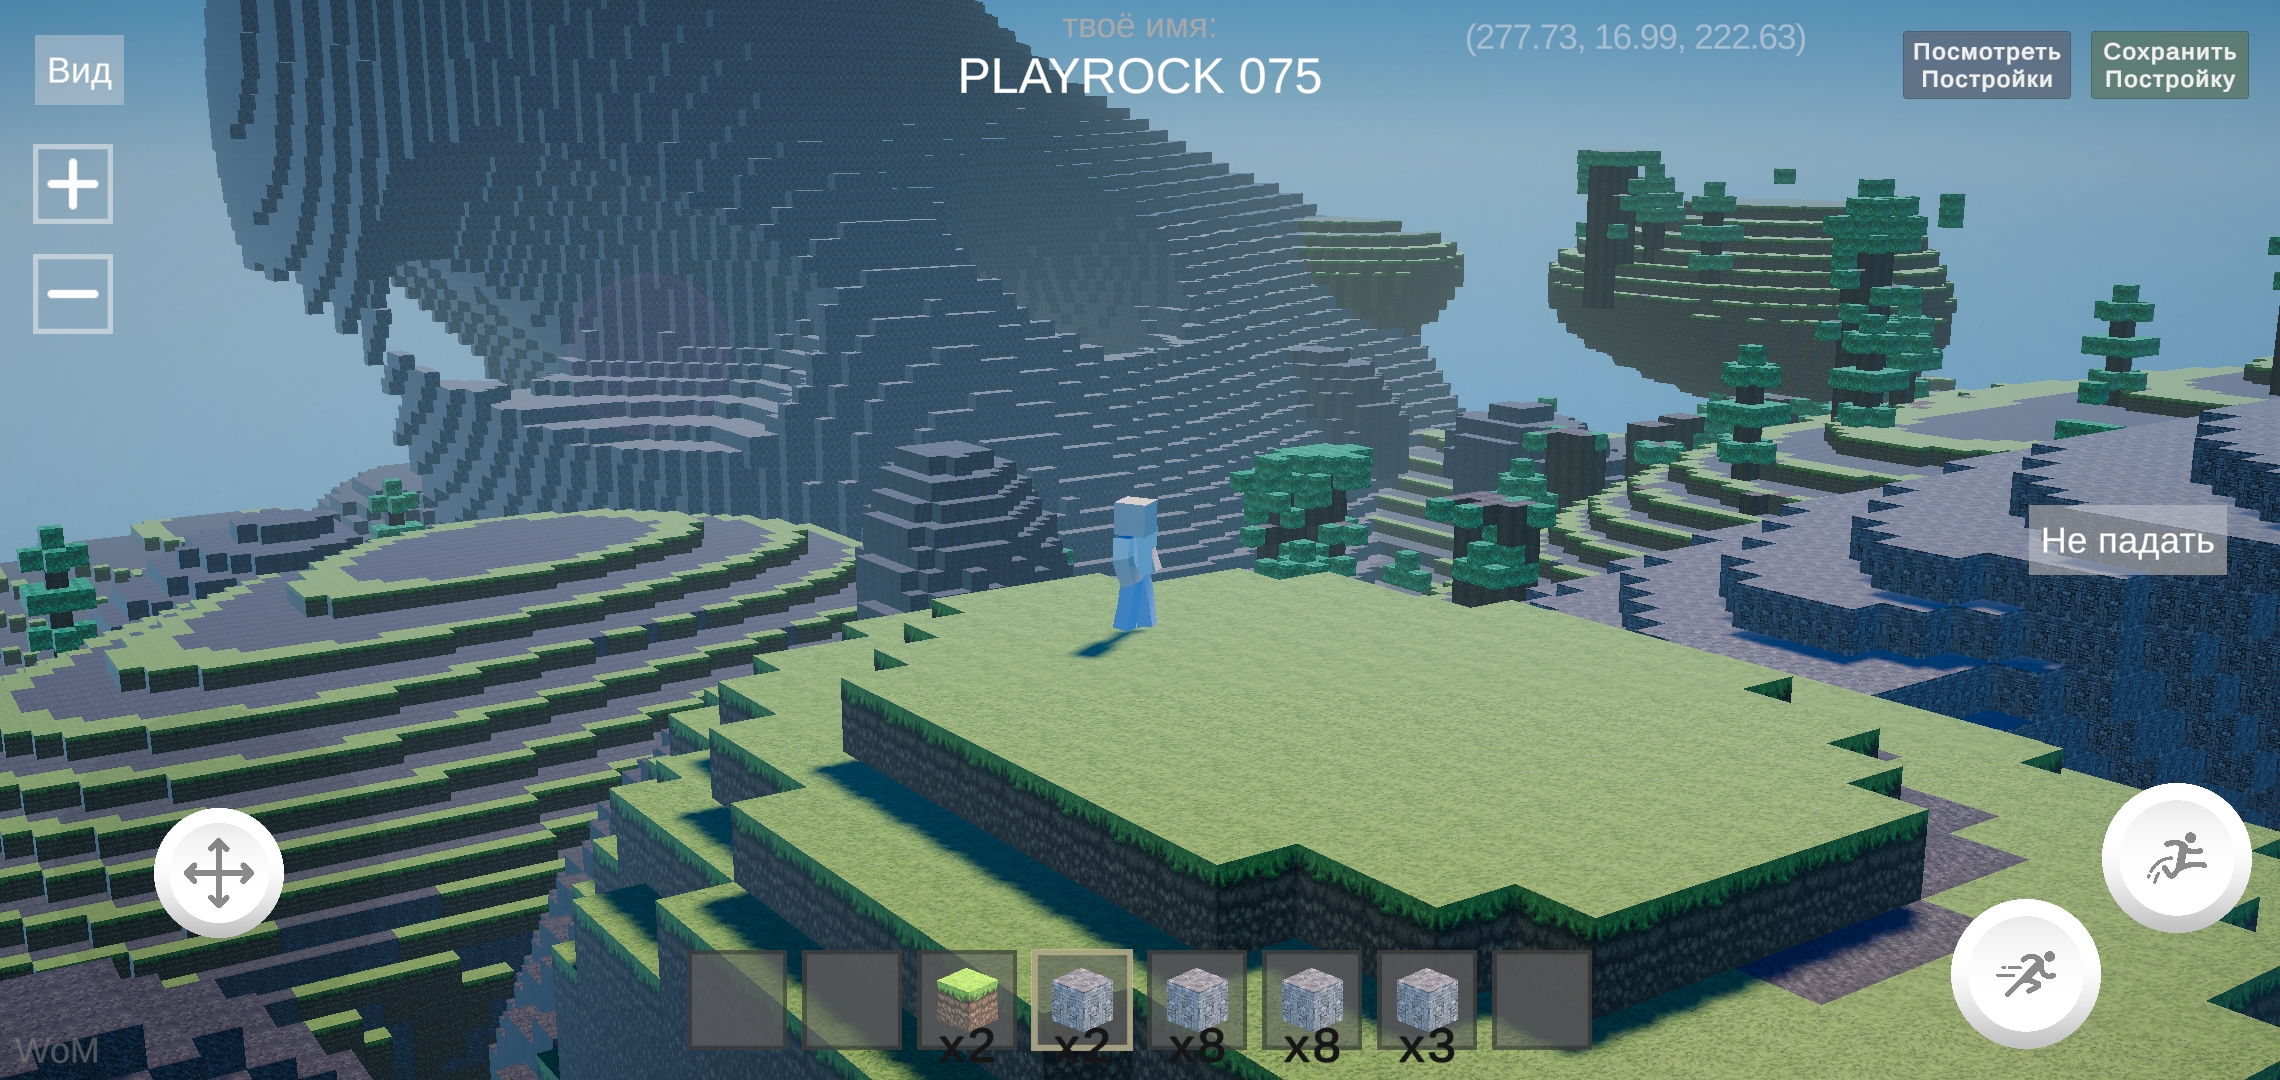 твоё имя:
(277.73, 16.99, 222.63)
Вид
PLAYROCK 075
Посмотреть
Постройки
Сохранить
Постройку
Не падать
x2
x2
x8
x8
x3
WoM